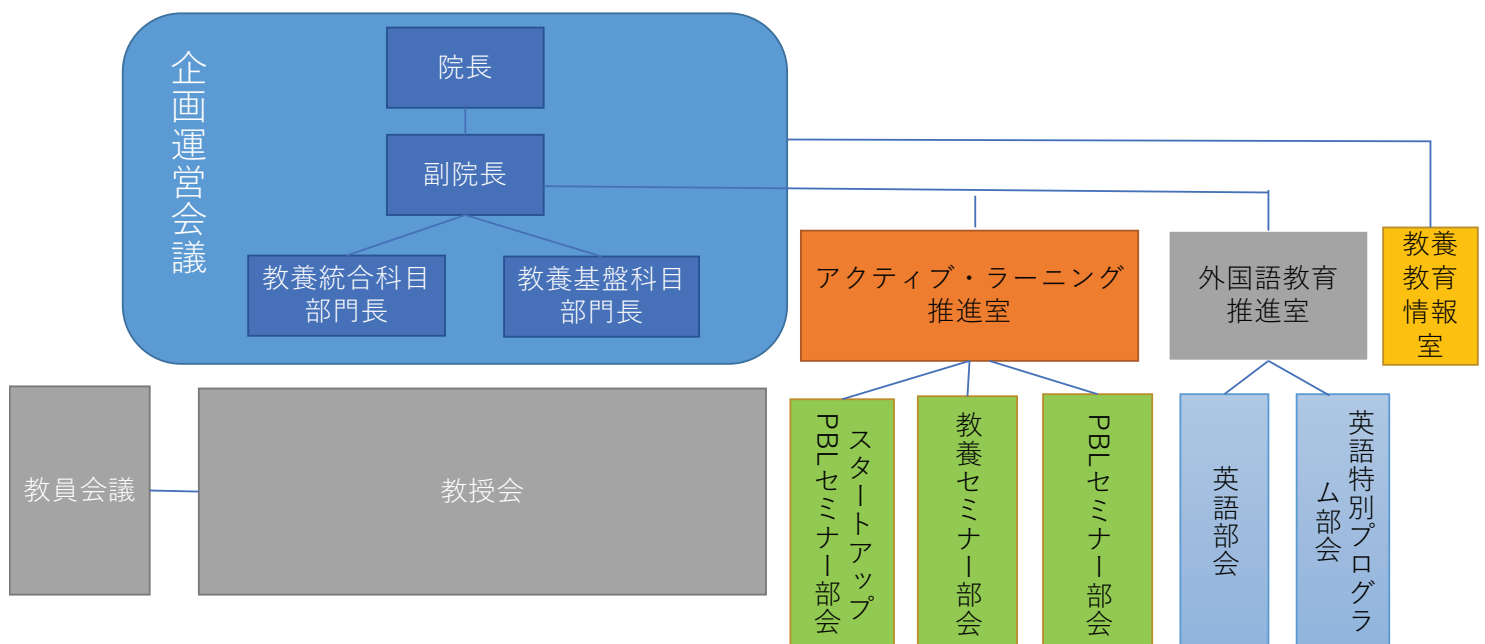 企画運営会議
院長
副院長
教養統合科目
部門長
教養基盤科目
部門長
アクティブ・ラーニング
推進室
外国語教育
推進室
教養
教育
情報
室
教員会議
教授会
スタートアップ
PBLセミナー部会
教養セミナー部会
PBLセミナー部会
英語部会
英語特別プログラ
ム部会